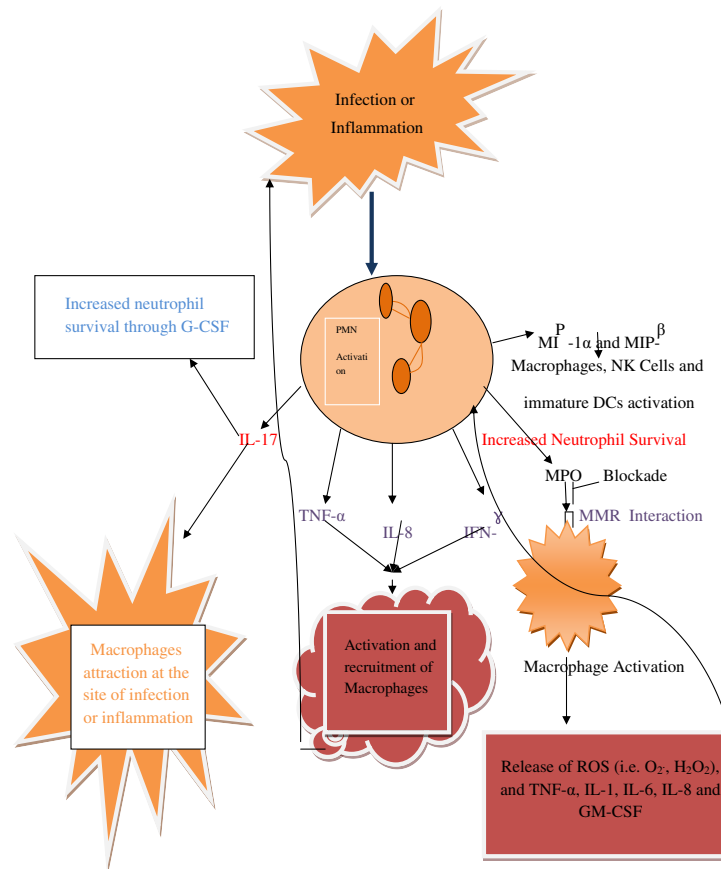 Infection or
Inflammation
Increased neutrophil
survival through G-CSF
PMN
Activati
on
P
β
MI -1α and MIP-
Macrophages, NK Cells and
immature DCs activation
IL-17
Increased Neutrophil Survival
MPO
Blockade
TNF-α
IL-8
IFN-
γ
MMR Interaction
Macrophages
attraction at the
site of infection
or inflammation
Activation and
recruitment of
Macrophages
Macrophage Activation
Release of ROS (i.e. O₂·, H₂O₂),
and TNF-α, IL-1, IL-6, IL-8 and
GM-CSF